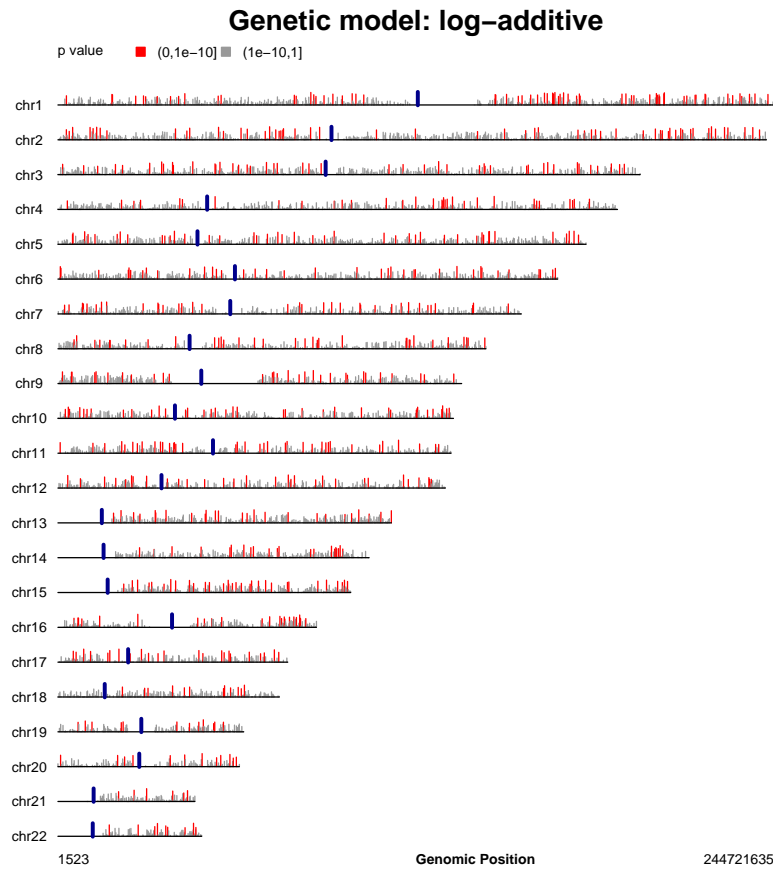 Genetic model: log−additive
p value (0,1e−10] (1e−10,1]
chr1
chr2
chr3
chr4
chr5
chr6
chr7
chr8
chr9
chr10
chr11
chr12
chr13
chr14
chr15
chr16
chr17
chr18
chr19
chr20
chr21
chr22
1523 Genomic Position 244721635